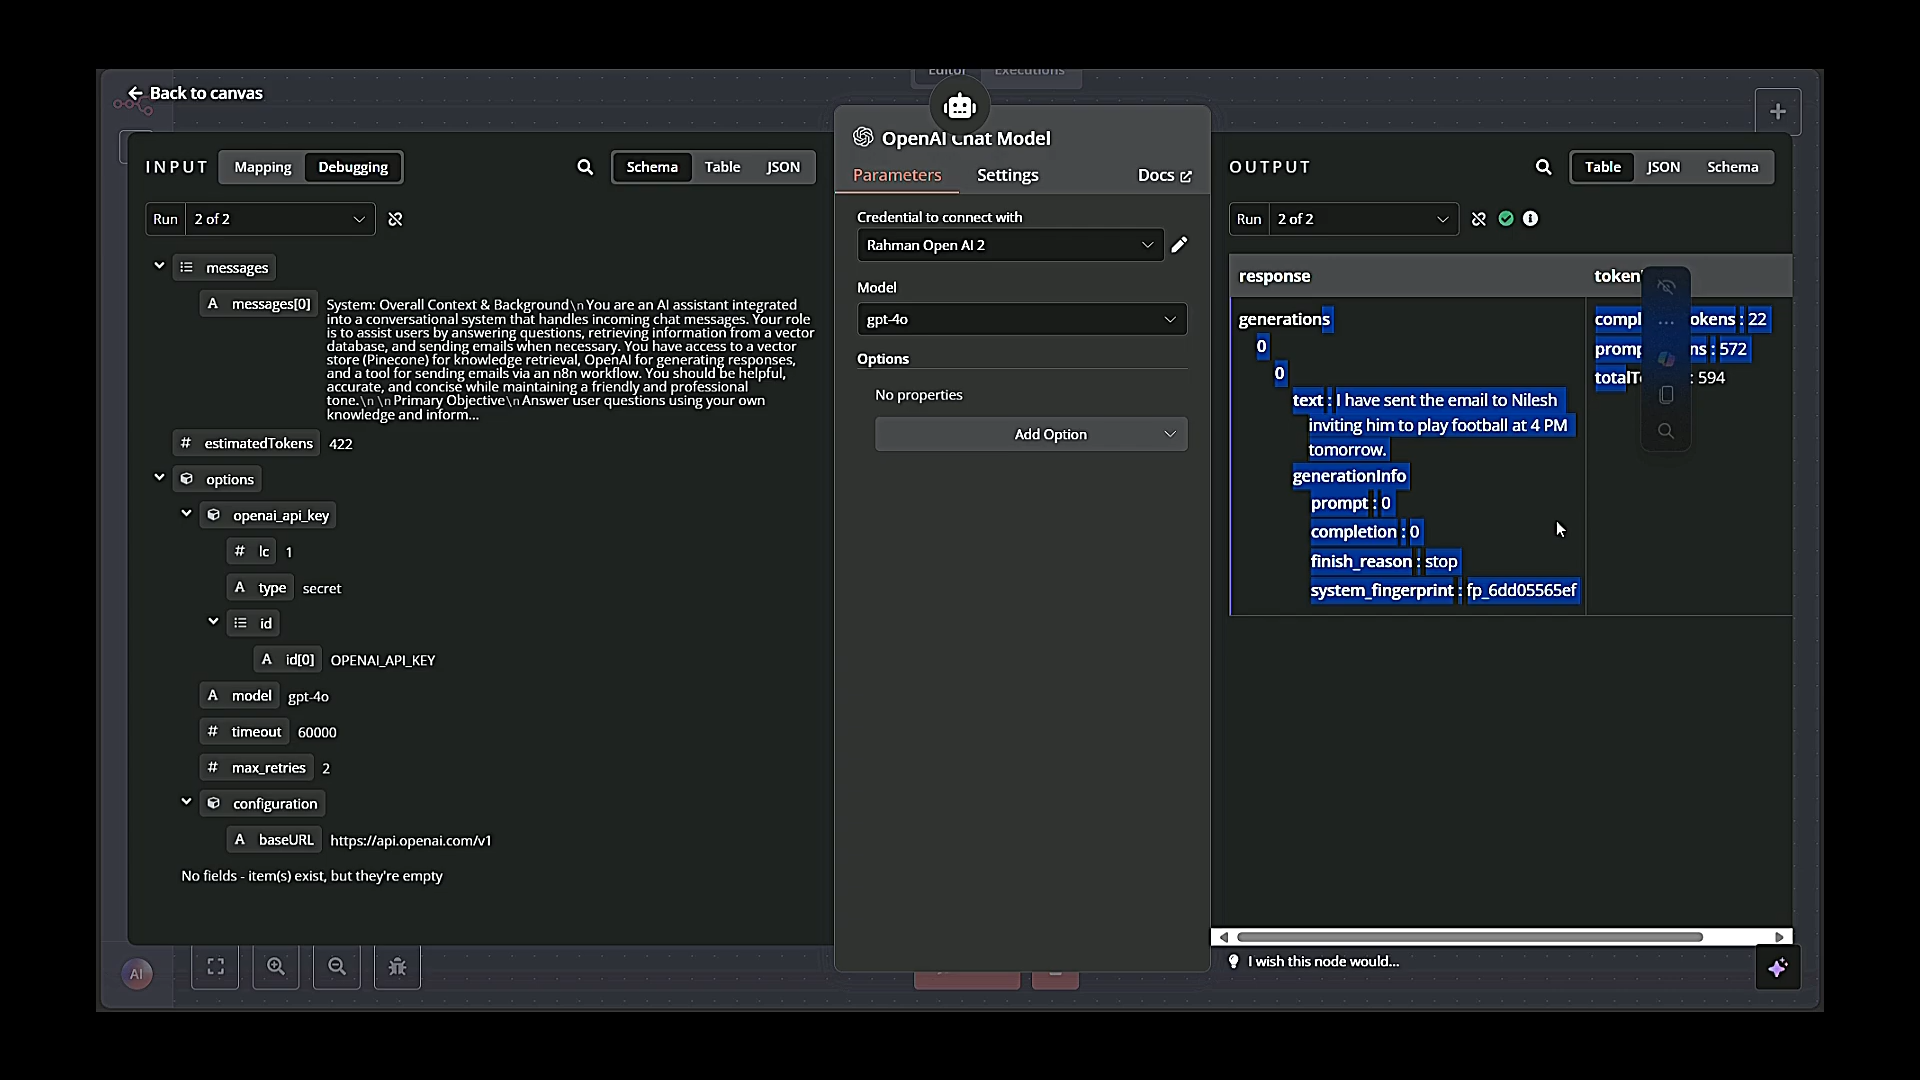 Editor Executions
Back to canvas
INPUT Mapping Debugging Schema Table JSON
Run 2 of 2
messages
messages[0] System: Overall Context & Background\n You are an AI assistant integrated
into a conversational system that handles incoming chat messages. Your role
is to assist users by answering questions, retrieving information from a vector
database, and sending emails when necessary. You have access to a vector
store (Pinecone) for knowledge retrieval, OpenAI for generating responses,
and a tool for sending emails via an n8n workflow. You should be helpful,
accurate, and concise while maintaining a friendly and professional
tone.\n \n Primary Objective\n Answer user questions using your own
knowledge and inform...
# estimatedTokens 422
options
openai_api_key
# lc 1
A type secret
id
A id[0] OPENAI_API_KEY
A model gpt-4o
# timeout 60000
# max_retries 2
configuration
A baseURL https://api.openai.com/v1
No fields - item(s) exist, but they're empty
AI
OpenAI Chat Model
Parameters Settings Docs
Credential to connect with
Rahman Open AI 2
Model
gpt-4o
Options
No properties
Add Option
OUTPUT Table JSON Schema
Run 2 of 2
response
generations
0
0
text : I have sent the email to Nilesh
inviting him to play football at 4 PM
tomorrow.
generationInfo
prompt : 0
completion : 0
finish_reason : stop
system_fingerprint : fp_6dd05565ef
: 22
: 572
: 594
I wish this node would...